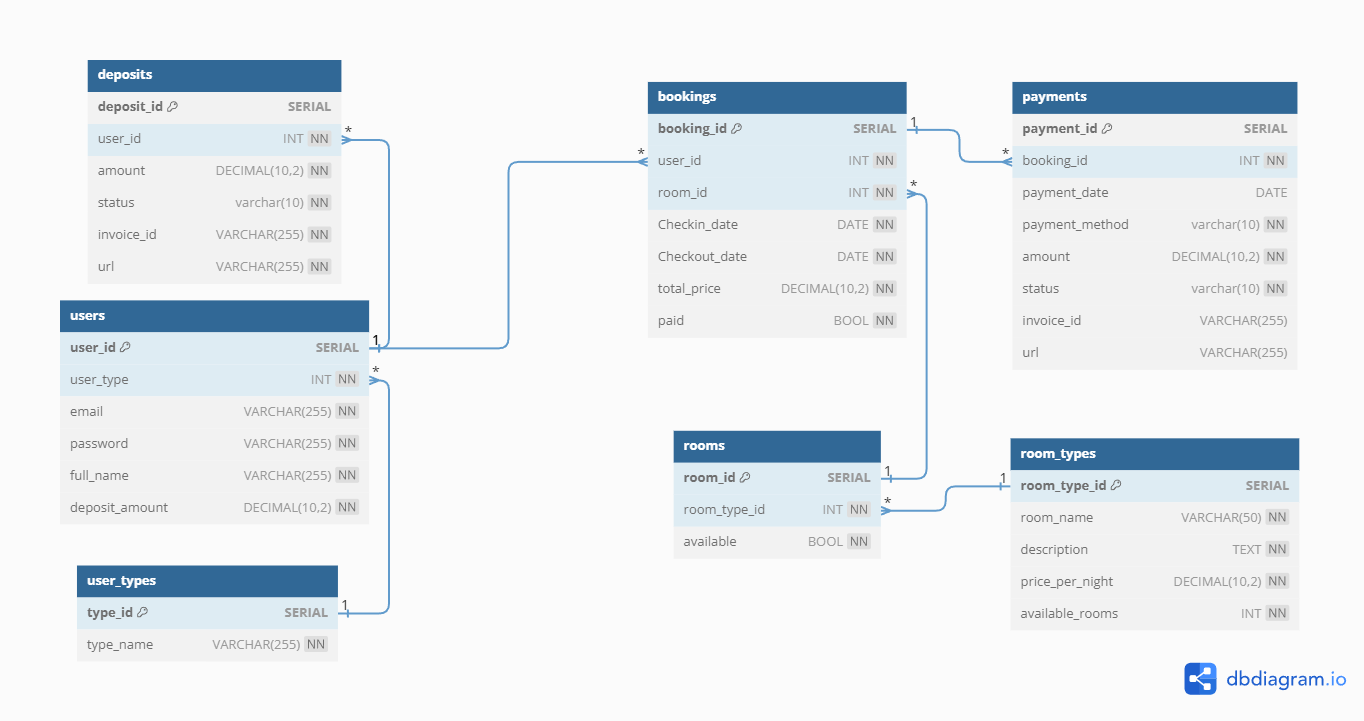 deposits
deposit_id SERIAL
user_id INT NN
amount DECIMAL(10,2) NN
status varchar(10) NN
invoice_id VARCHAR(255) NN
url VARCHAR(255) NN
*
users
user_id SERIAL
user_type INT NN
email VARCHAR(255) NN
password VARCHAR(255) NN
full_name VARCHAR(255) NN
deposit_amount DECIMAL(10,2) NN
1
*
user_types
type_id SERIAL
type_name VARCHAR(255) NN
1
bookings
booking_id SERIAL
user_id INT NN
room_id INT NN
Checkin_date DATE NN
Checkout_date DATE NN
total_price DECIMAL(10,2) NN
paid BOOL NN
*
1
*
payments
payment_id SERIAL
booking_id INT NN
payment_date DATE
payment_method varchar(10) NN
amount DECIMAL(10,2) NN
status varchar(10) NN
invoice_id VARCHAR(255)
url VARCHAR(255)
*
rooms
room_id SERIAL
room_type_id INT NN
available BOOL NN
1
*
room_types
room_type_id SERIAL
room_name VARCHAR(50) NN
description TEXT NN
price_per_night DECIMAL(10,2) NN
available_rooms INT NN
1
dbdiagram.io